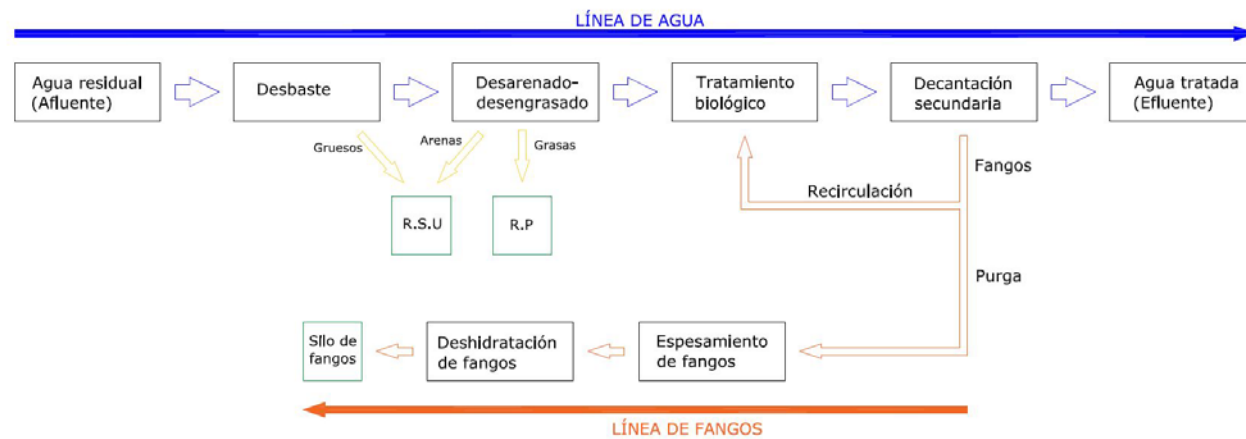 LÍNEA DE AGUA
Agua residual
(Afluente)
Desbaste
Desarenado-
desengrasado
Tratamiento
biológico
Decantación
secundaria
Agua tratada
(Efluente)
Gruesos
Arenas
Grasas
Fangos
Recirculación
R.S.U
R.P
Purga
Silo de
fangos
Deshidratación
de fangos
Espesamiento
de fangos
LÍNEA DE FANGOS